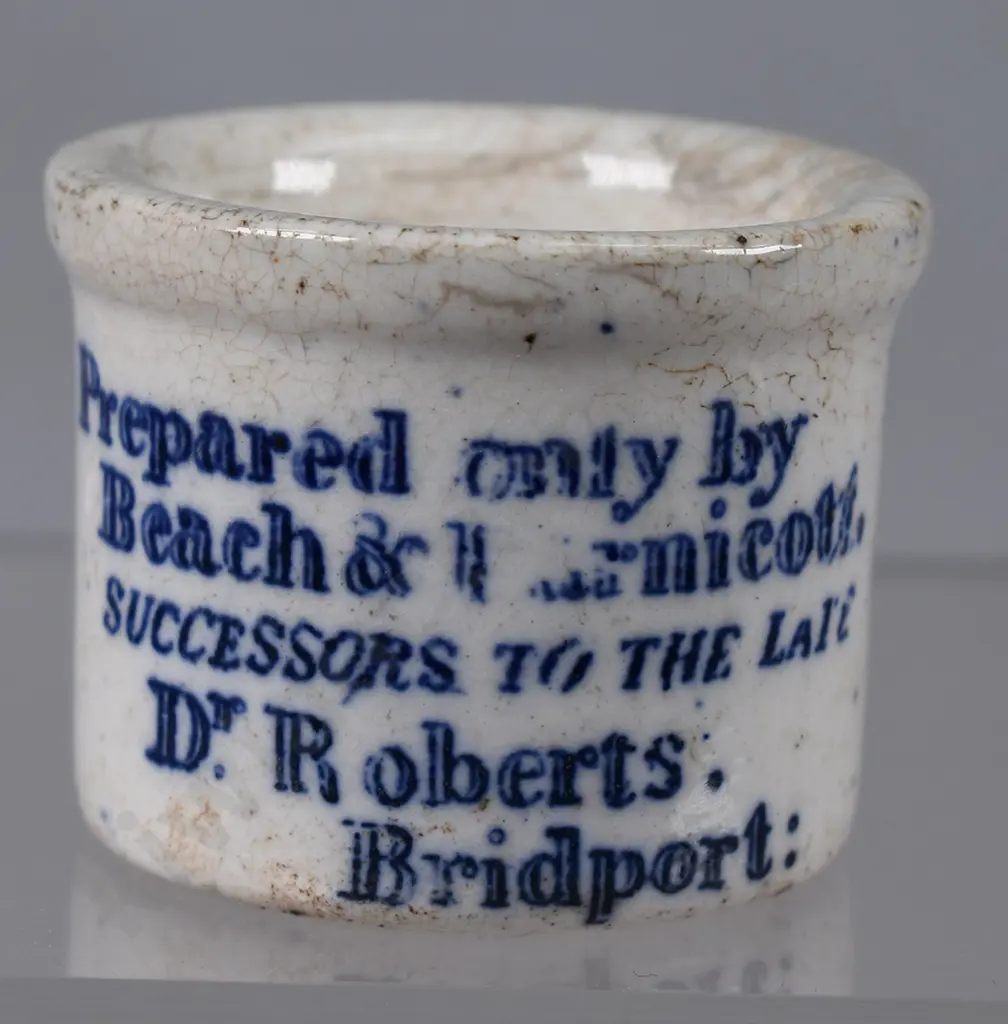 Prepared only by
Beach &
SUCCESSORS TO THE LATE
Dr. Roberts.
Bridport: